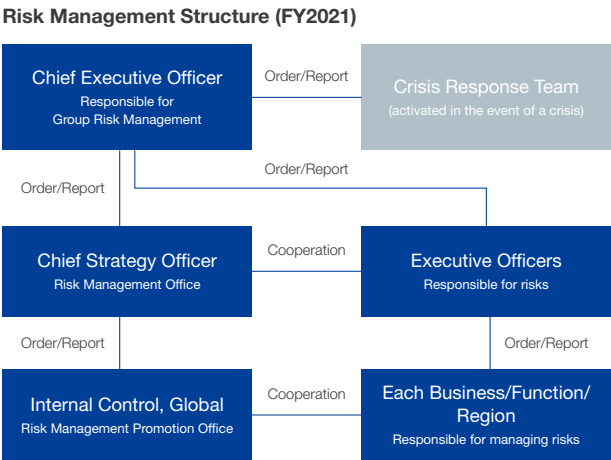 Risk Management Structure (FY2021)
Chief Executive Officer
Responsible for
Group Risk Management
Order/Report
Crisis Response Team
(activated in the event of a crisis)
Order/Report
Order/Report
Chief Strategy Officer
Risk Management Office
Cooperation
Executive Officers
Responsible for risks
Order/Report
Order/Report
Internal Control, Global
Risk Management Promotion Office
Cooperation
Each Business/Function/
Region
Responsible for managing risks